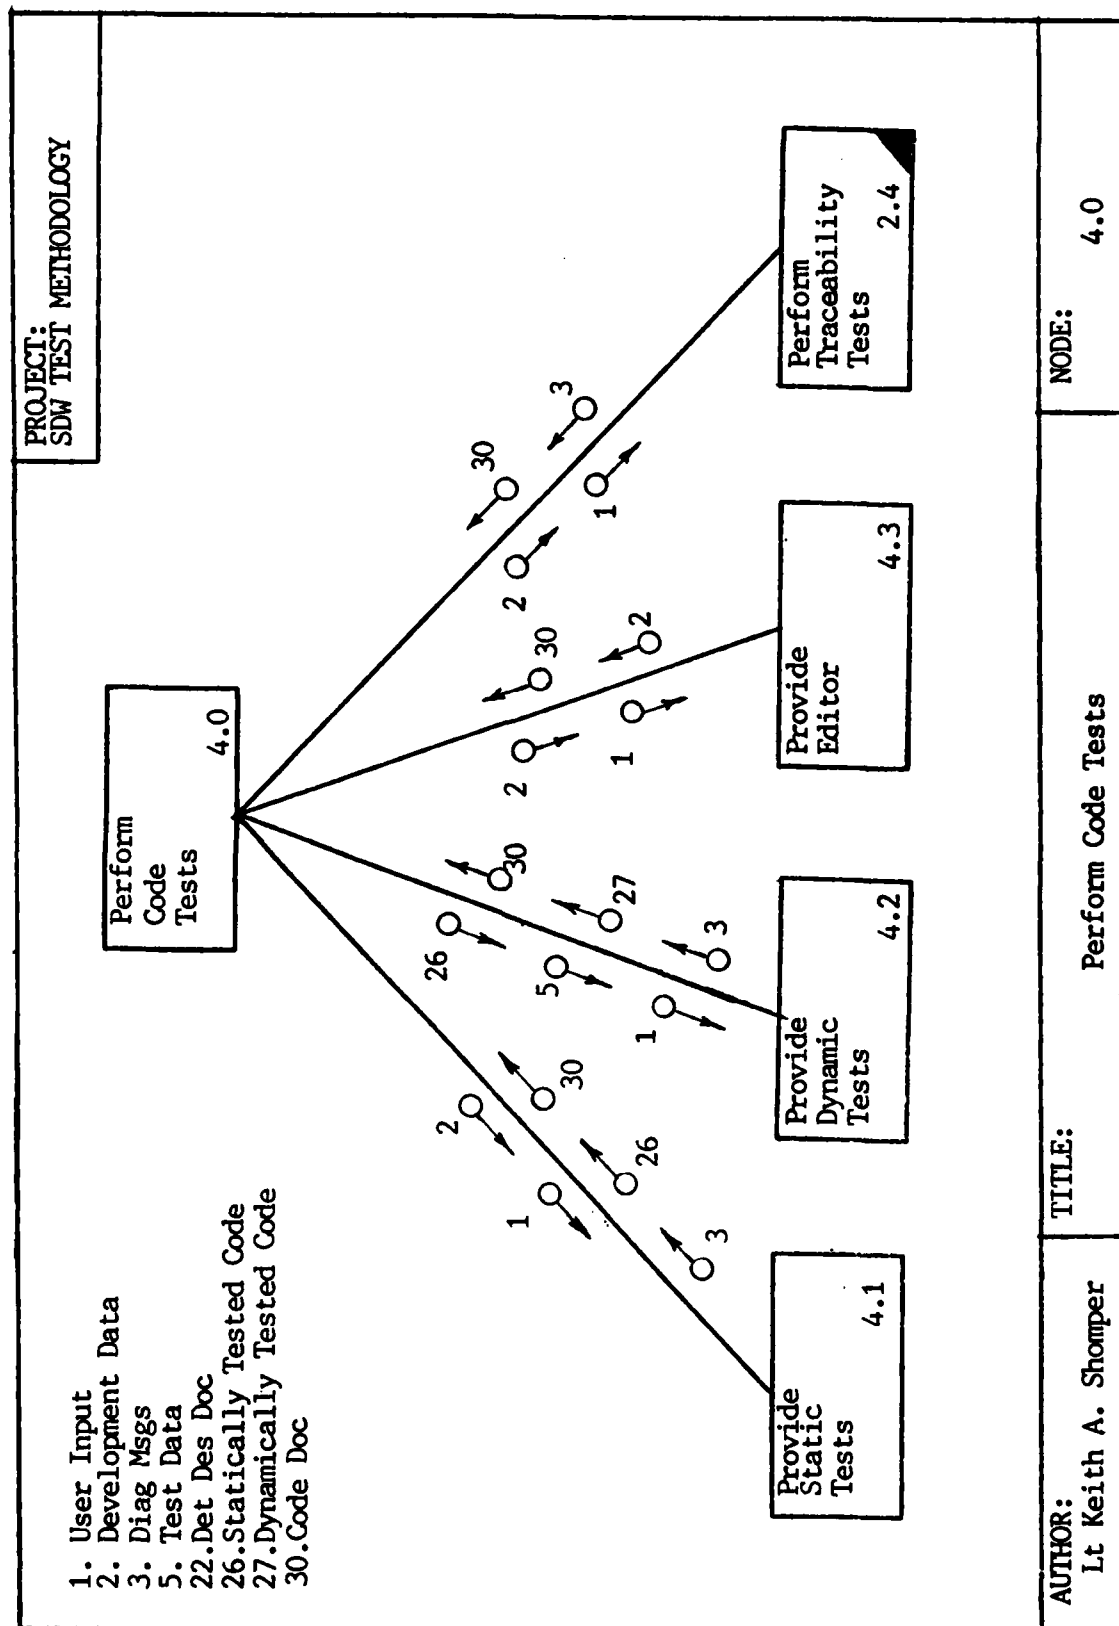 PROJECT:
SDW TEST METHODOLOGY
1. User Input
2. Development Data
3. Diag Msgs
5. Test Data
22.Det Des Doc
26.Statically Tested Code
27.Dynamically Tested Code
30.Code Doc
Perform
Code
Tests
4.0
2
30
1
26
3
26
30
5
27
1
3
2
30
1
2
30
2
3
1
Provide
Static
Tests
4.1
Provide
Dynamic
Tests
4.2
Provide
Editor
4.3
Perform
Traceability
Tests
2.4
AUTHOR:
Lt Keith A. Shomper
TITLE:
Perform Code Tests
NODE:
4.0